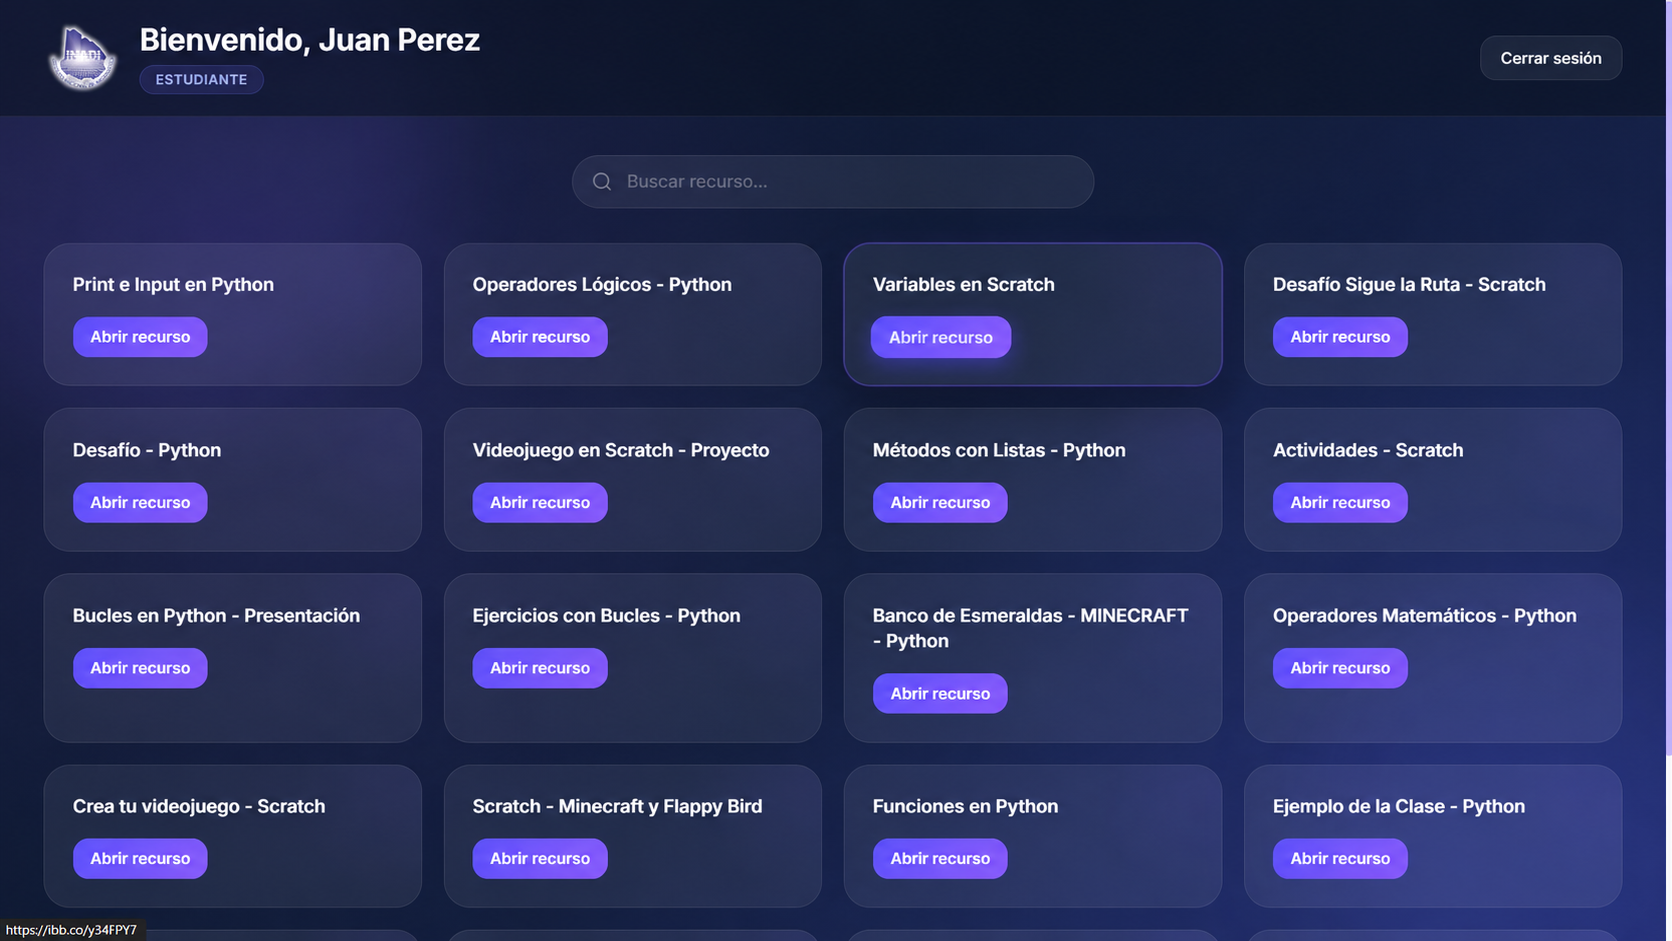 INADI
Bienvenido, Juan Perez
ESTUDIANTE
Cerrar sesión
Buscar recurso...
Print e Input en Python
Abrir recurso
Operadores Lógicos - Python
Abrir recurso
Variables en Scratch
Abrir recurso
Desafío Sigue la Ruta - Scratch
Abrir recurso
Desafío - Python
Abrir recurso
Videojuego en Scratch - Proyecto
Abrir recurso
Métodos con Listas - Python
Abrir recurso
Actividades - Scratch
Abrir recurso
Bucles en Python - Presentación
Abrir recurso
Ejercicios con Bucles - Python
Abrir recurso
Banco de Esmeraldas - MINECRAFT
- Python
Abrir recurso
Operadores Matemáticos - Python
Abrir recurso
Crea tu videojuego - Scratch
Abrir recurso
Scratch - Minecraft y Flappy Bird
Abrir recurso
Funciones en Python
Abrir recurso
Ejemplo de la Clase - Python
Abrir recurso
https://ibb.co/y34FPY7